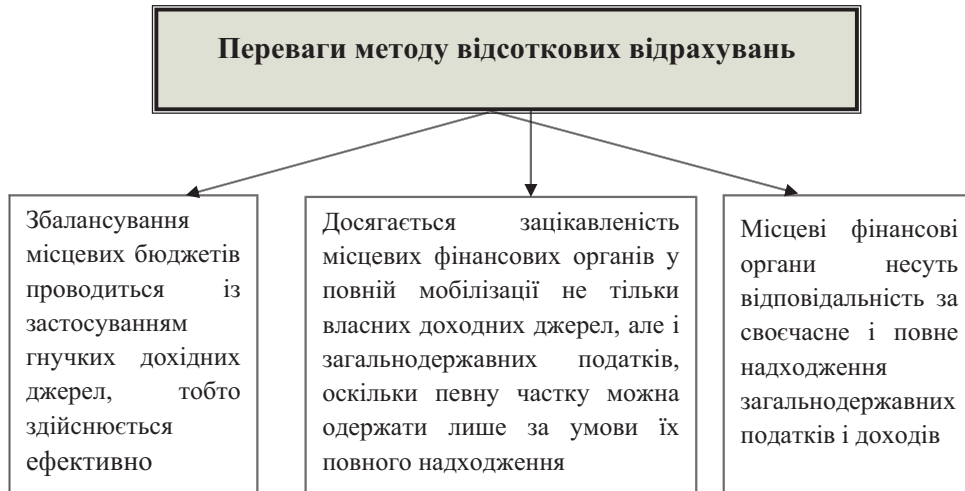 Переваги методу відсоткових відрахувань
Збалансування
місцевих бюджетів
проводиться із
застосуванням
гнучких дохідних
джерел, тобто
здійснюється
ефективно
Досягається зацікавленість
місцевих фінансових органів у
повній мобілізації не тільки
власних доходних джерел, але і
загальнодержавних податків,
оскільки певну частку можна
одержати лише за умови їх
повного надходження
Місцеві фінансові
органи несуть
відповідальність за
своєчасне і повне
надходження
загальнодержавних
податків і доходів